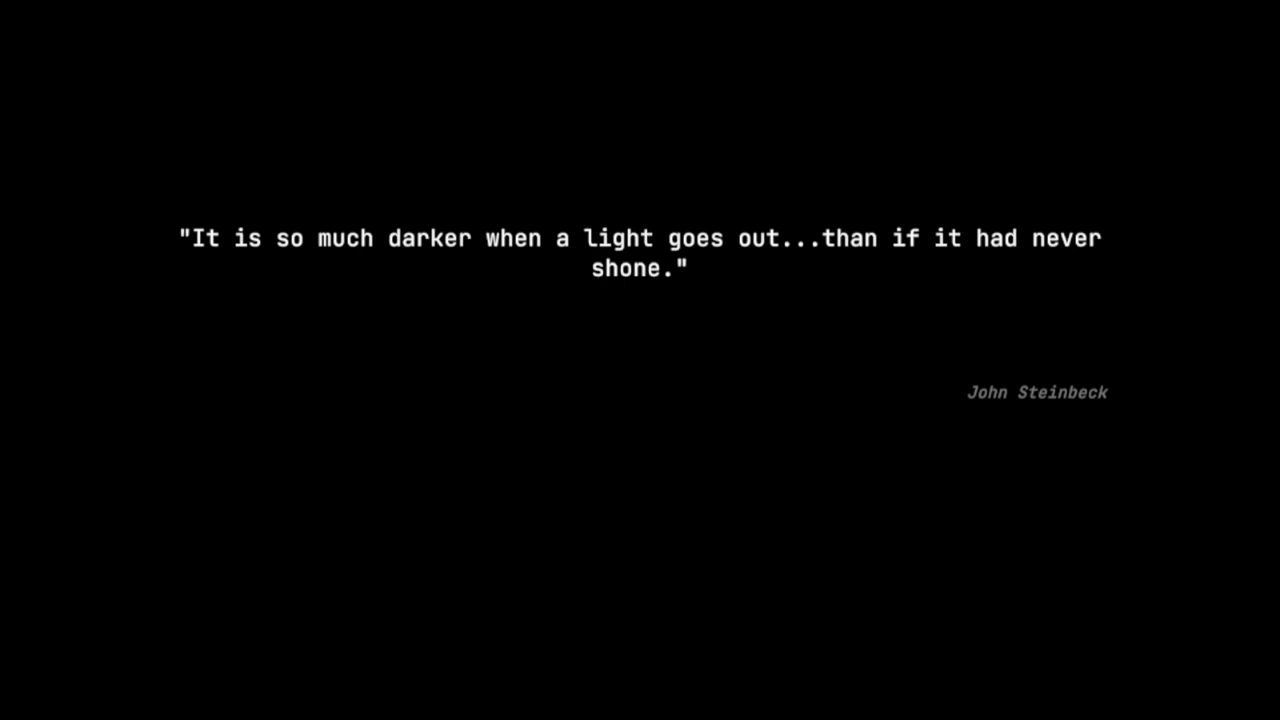 "It is so much darker when a light goes out...than if it had never
shone."
John Steinbeck